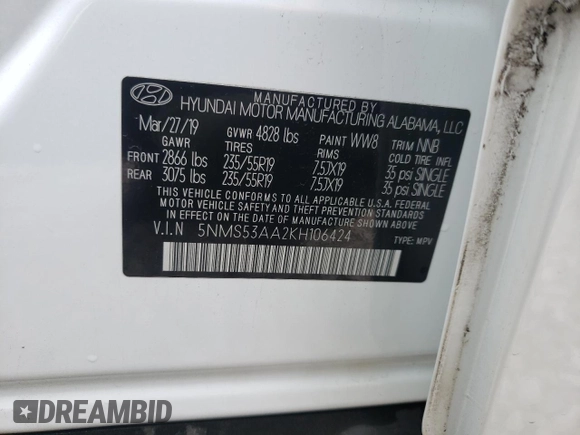 MANUFACTURED BY
HYUNDAI MOTOR MANUFACTURING ALABAMA, LLC
Mar/27/19 GVWR 4828 lbs PAINT WW8 TRIM NNB
GAWR TIRES RIMS COLD TIRE INFL
FRONT 2866 lbs 235/55R19 7.5JX19 35 psi SINGLE
REAR 3075 lbs 235/55R19 7.5JX19 35 psi SINGLE
THIS VEHICLE CONFORMS TO ALL APPLICABLE U.S.A. FEDERAL
MOTOR VEHICLE SAFETY AND THEFT PREVENTION STANDARDS IN
EFFECT ON THE DATE OF MANUFACTURE SHOWN ABOVE.
V.I.N 5NMS53AA2KH106424 TYPE: MPV
DREAMBID